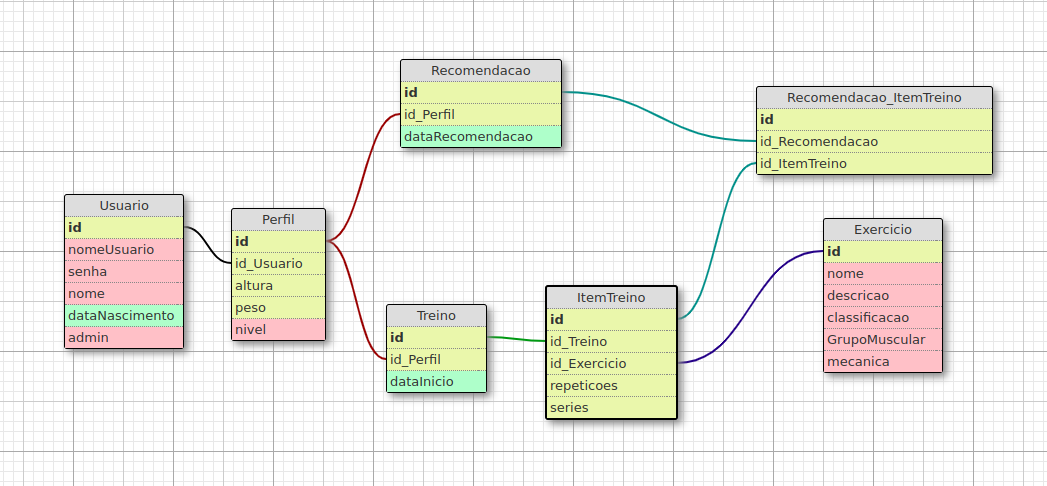 Usuario
id
nomeUsuario
senha
nome
dataNascimento
admin
Perfil
id
id_Usuario
altura
peso
nivel
Recomendacao
id
id_Perfil
dataRecomendacao
Treino
id
id_Perfil
dataInicio
ItemTreino
id
id_Treino
id_Exercicio
repeticoes
series
Recomendacao_ItemTreino
id
id_Recomendacao
id_ItemTreino
Exercicio
id
nome
descricao
classificacao
GrupoMuscular
mecanica